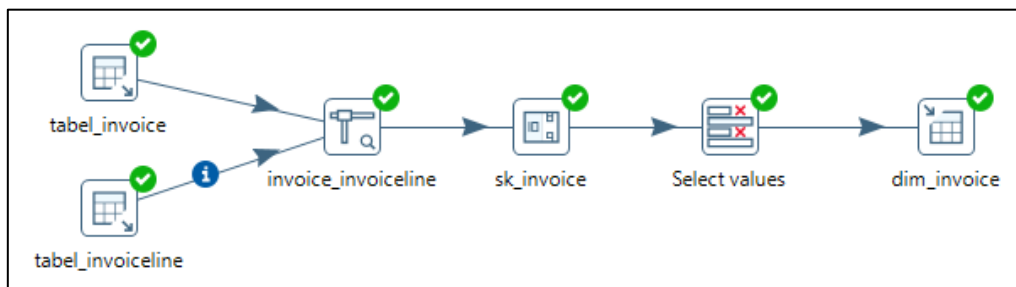 tabel_invoice
invoice_invoiceline
sk_invoice
Select values
dim_invoice
tabel_invoiceline